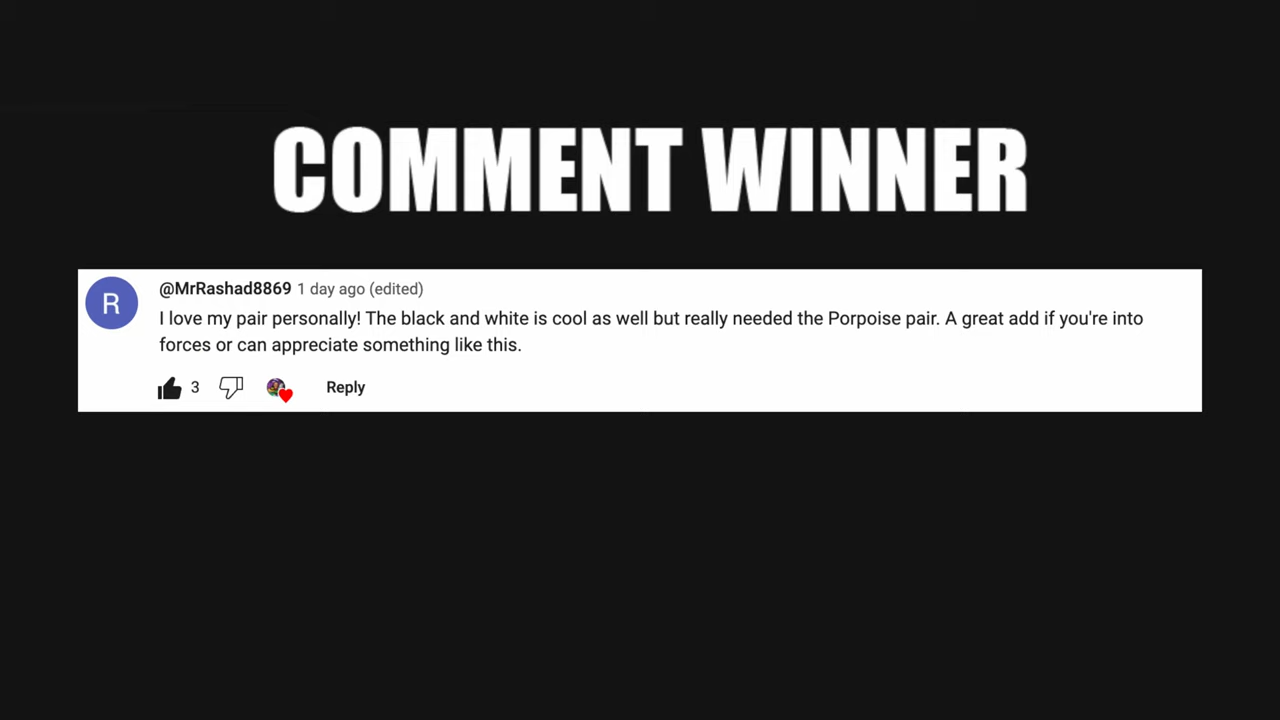 COMMENT WINNER
R
@MrRashad8869 1 day ago (edited)
I love my pair personally! The black and white is cool as well but really needed the Porpoise pair. A great add if you're into
forces or can appreciate something like this.
3 Reply